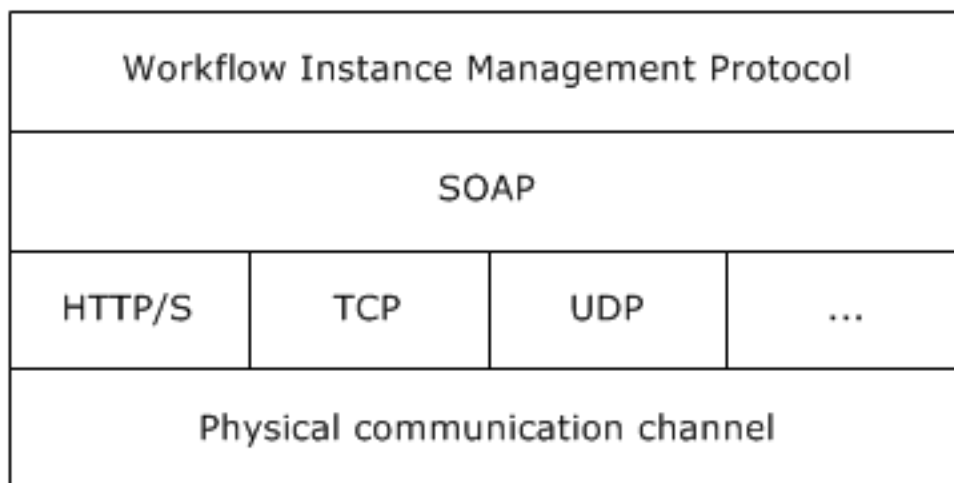 Workflow Instance Management Protocol
SOAP
HTTP/S TCP UDP ...
Physical communication channel